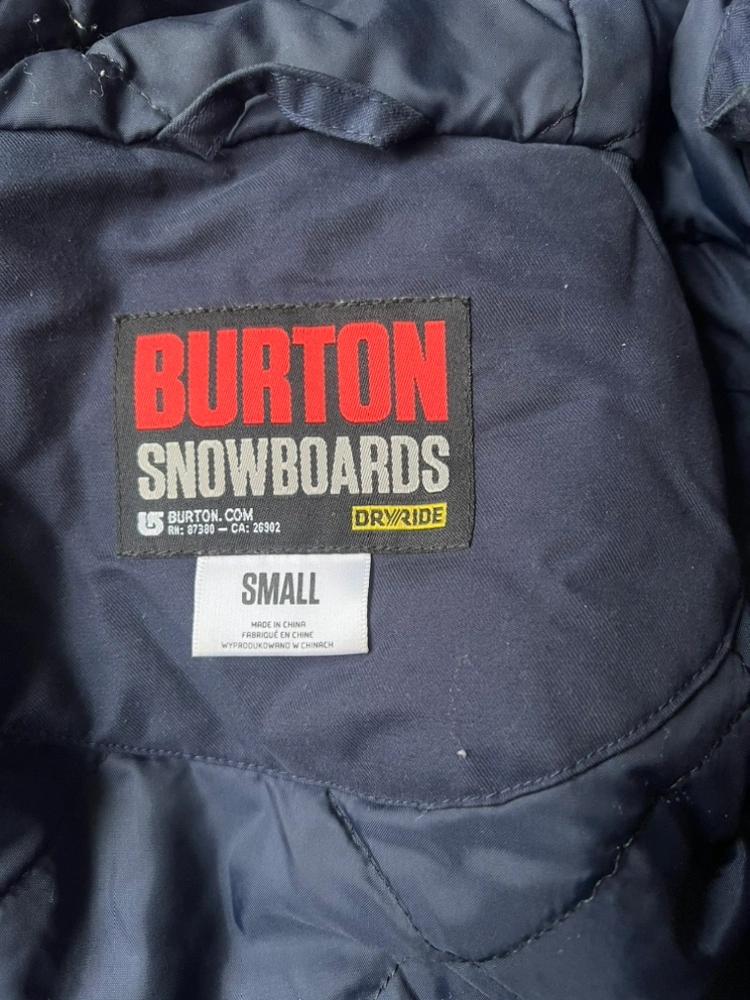 BURTON
SNOWBOARDS
BURTON.COM
RN: 87380 — CA: 26902
DRYRIDE
SMALL
MADE IN CHINA
FABRIQUÉ EN CHINE
WYPRODUKOWANO W CHINACH